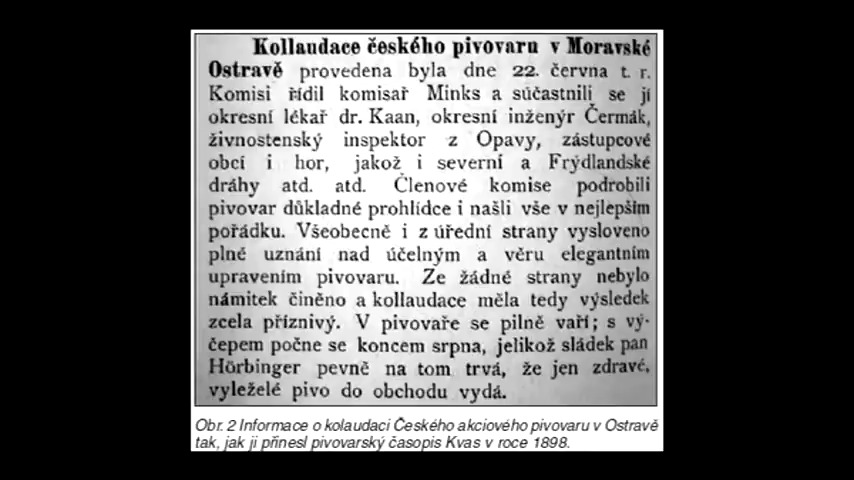 Kollaudace českého pivovaru v Moravské
Ostravě provedena byla dne 22. června t. r.
Komisi řídil komisař Minks a súčastnili se jí
okresní lékař dr. Kaan, okresní inženýr Čermák,
živnostenský inspektor z Opavy, zástupcové
obcí i hor, jakož i severní a Frýdlandské
dráhy atd. atd. Členové komise podrobili
pivovar důkladné prohlídce i našli vše v nejlepším
pořádku. Všeobecně i z úřední strany vysloveno
plné uznání nad účelným a věru elegantním
upravením pivovaru. Ze žádné strany nebylo
námitek činěno a kollaudace měla tedy výsledek
zcela příznivý. V pivovaře se pilně vaří; s vý-
čepem počne se koncem srpna, jelikož sládek pan
Hörbinger pevně na tom trvá, že jen zdravé,
vyleželé pivo do obchodu vydá.
Obr. 2 Informace o kolaudaci Českého akciového pivovaru v Ostravě
tak, jak ji přinesl pivovarský časopis Kvas v roce 1898.